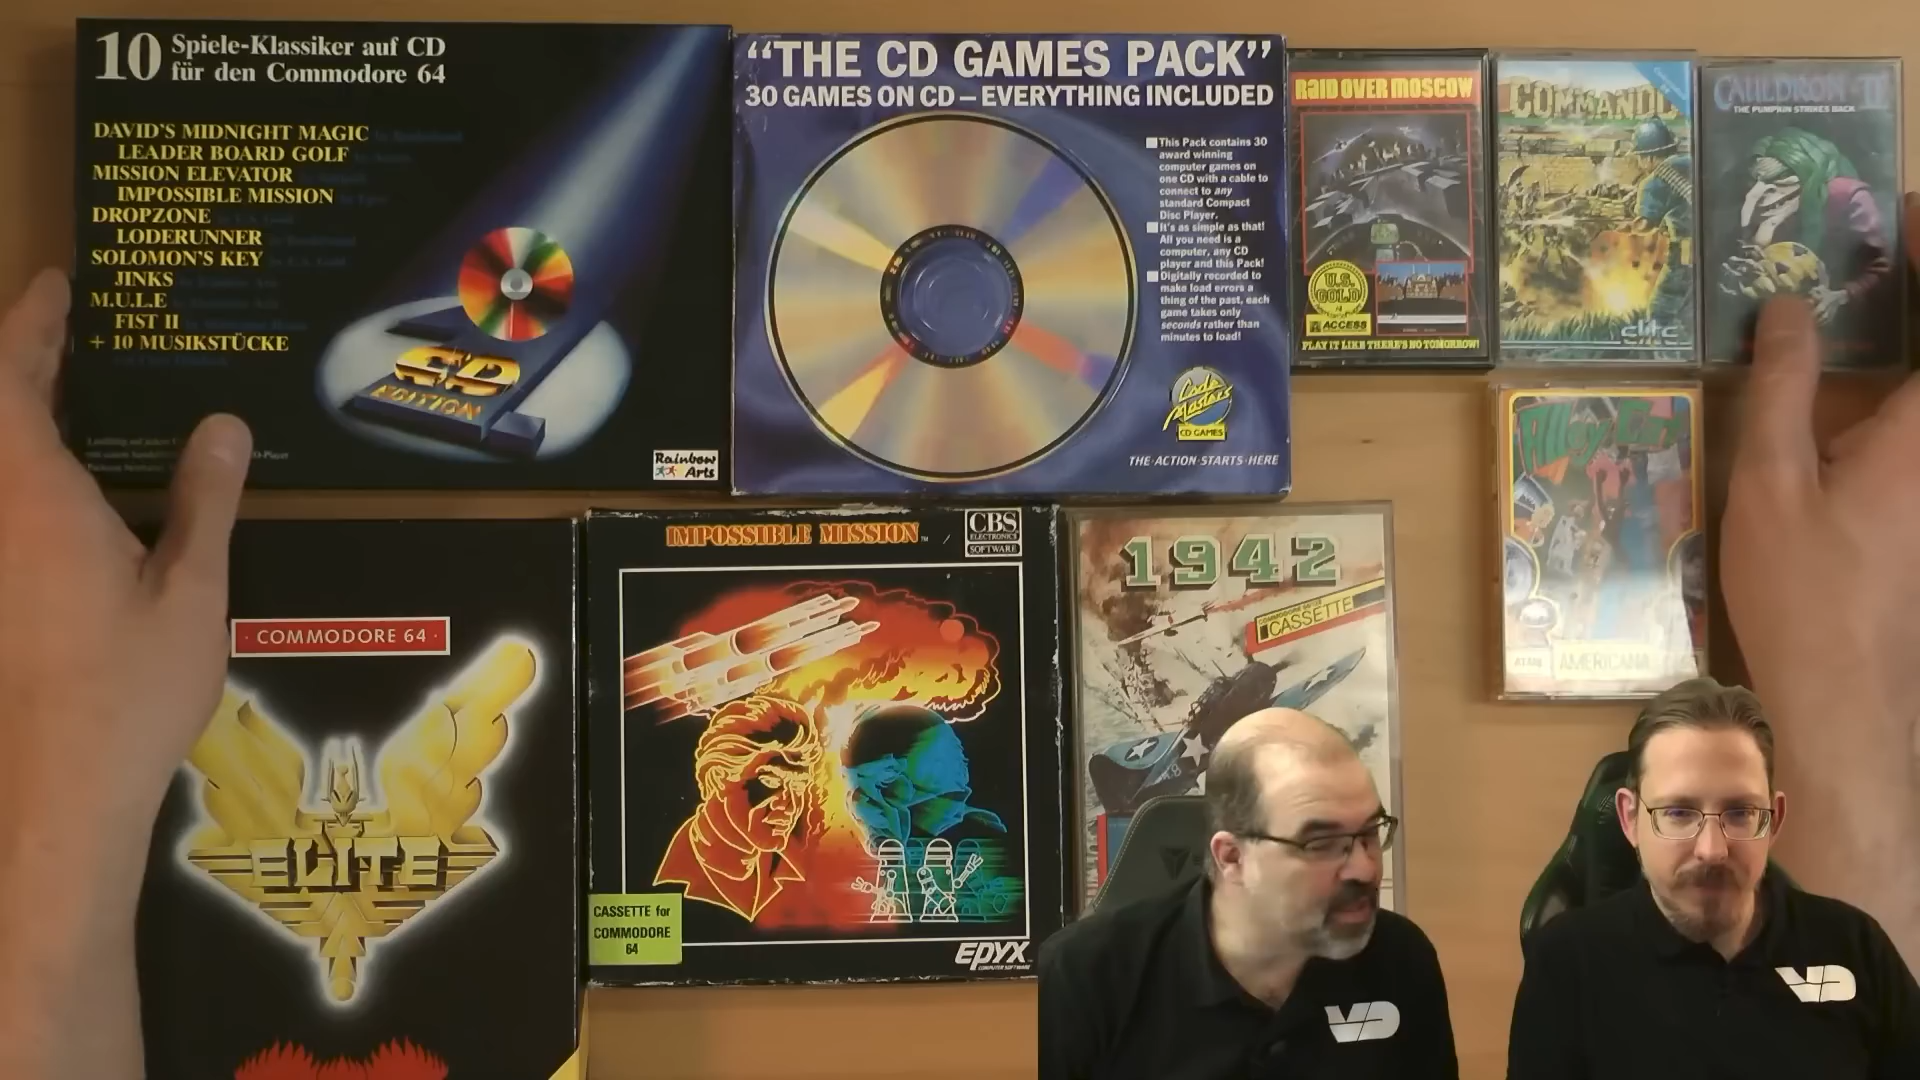 10 Spiele-Klassiker auf CD
für den Commodore 64
DAVID'S MIDNIGHT MAGIC
LEADER BOARD GOLF
MISSION ELEVATOR
IMPOSSIBLE MISSION
DROPZONE
LODERUNNER
SOLOMON'S KEY
JINKS
M.U.L.E
FIST II
+ 10 MUSIKSTÜCKE
CD
EDITION
Rainbow
Arts
"THE CD GAMES PACK"
30 GAMES ON CD – EVERYTHING INCLUDED
This Pack contains 30
award winning
computer games on
one CD with a cable to
connect to any
standard Compact
Disc Player.
It's as simple as that!
All you need is a
computer, any CD
player and this Pack!
Digitally recorded to
make load errors a
thing of the past, each
game takes only
seconds rather than
minutes to load!
Code
Masters
CD GAMES
THE·ACTION·STARTS·HERE
RAID OVER MOSCOW
U.S.
GOLD
ACCESS
PLAY IT LIKE THERE'S NO TOMORROW!
COMMANDO
elite
CAULDRON II
THE PUMPKIN STRIKES BACK
AMERICANA
· COMMODORE 64 ·
ELITE
IMPOSSIBLE MISSION™
CBS
ELECTRONICS
SOFTWARE
CASSETTE for
COMMODORE
64
EPYX
COMPUTER SOFTWARE
1942
CASSETTE
VD
VD